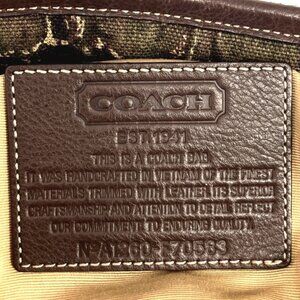 COACH
EST. 1941
THIS IS A COACH BAG.
IT WAS HANDCRAFTED IN VIETNAM OF THE FINEST
MATERIALS, TRIMMED WITH LEATHER. ITS SUPERIOR
CRAFTSMANSHIP AND ATTENTION TO DETAIL REFLECT
OUR COMMITMENT TO ENDURING QUALITY.
Nº A1260-F70583